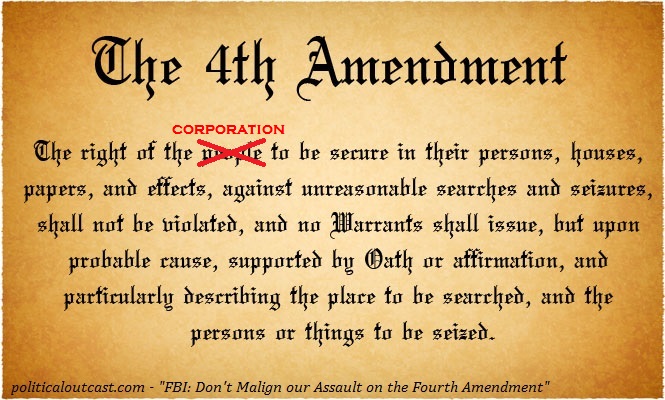 The 4th Amendment
CORPORATION
The right of the people to be secure in their persons, houses,
papers, and effects, against unreasonable searches and seizures,
shall not be violated, and no Warrants shall issue, but upon
probable cause, supported by Oath or affirmation, and
particularly describing the place to be searched, and the
persons or things to be seized.
politicaloutcast.com - "FBI: Don't Malign our Assault on the Fourth Amendment"